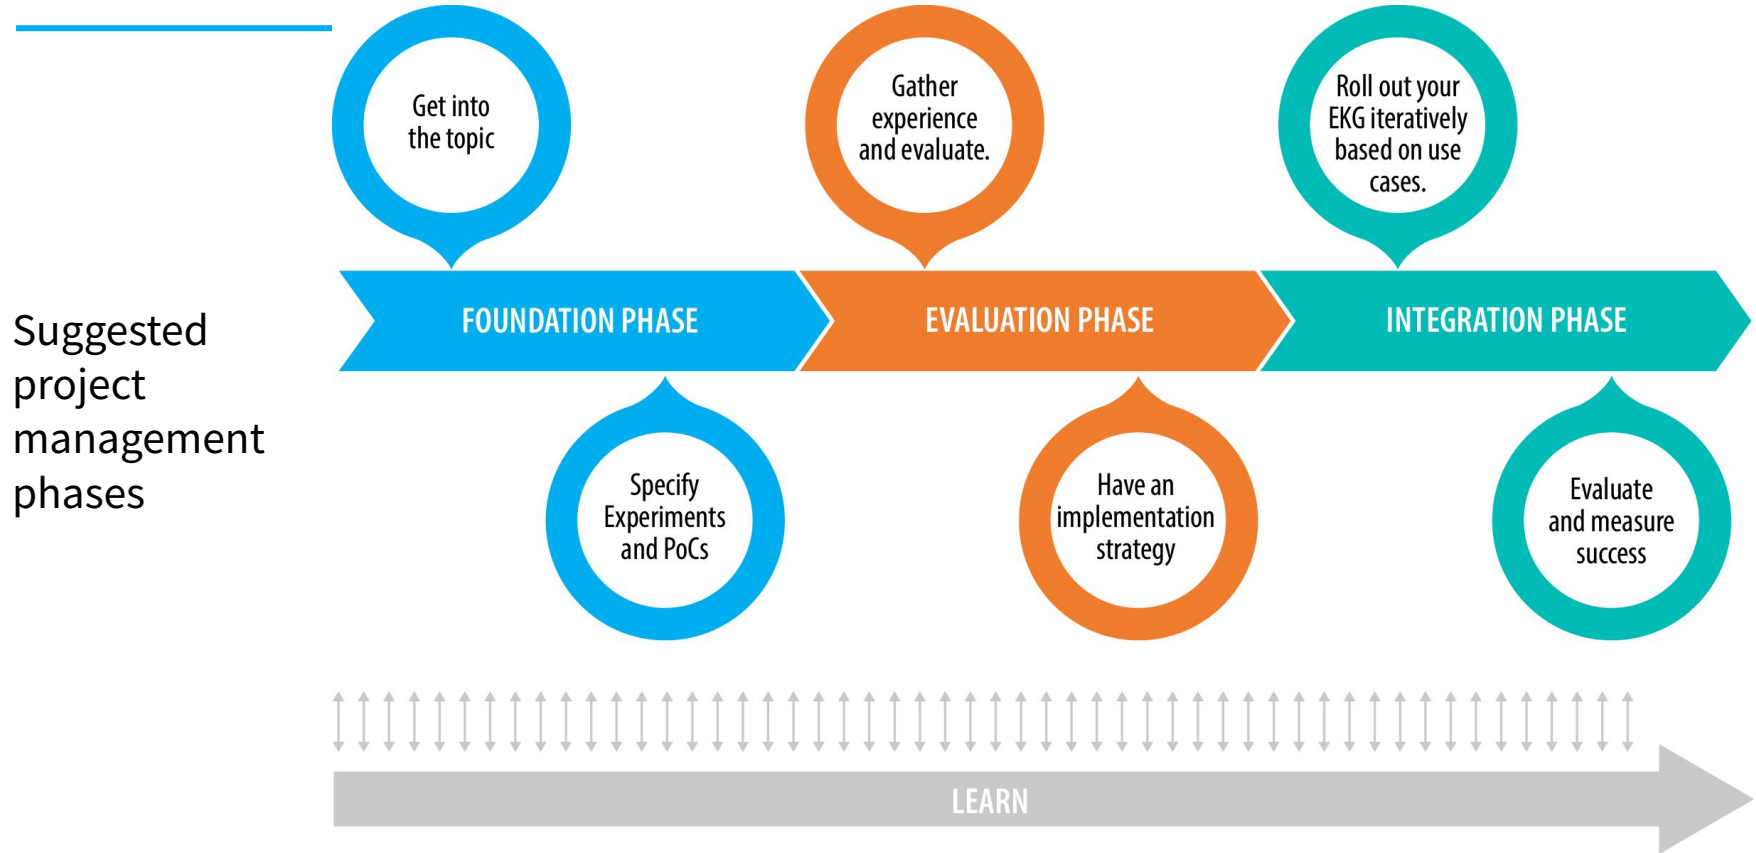 Suggested
project
management
phases
Get into
the topic
Gather
experience
and evaluate.
Roll out your
EKG iteratively
based on use
cases.
FOUNDATION PHASE
EVALUATION PHASE
INTEGRATION PHASE
Specify
Experiments
and PoCs
Have an
implementation
strategy
Evaluate
and measure
success
LEARN